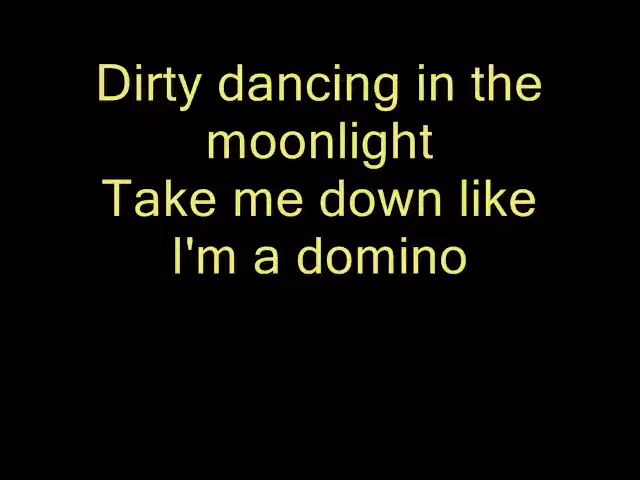 Dirty dancing in the
moonlight
Take me down like
I'm a domino